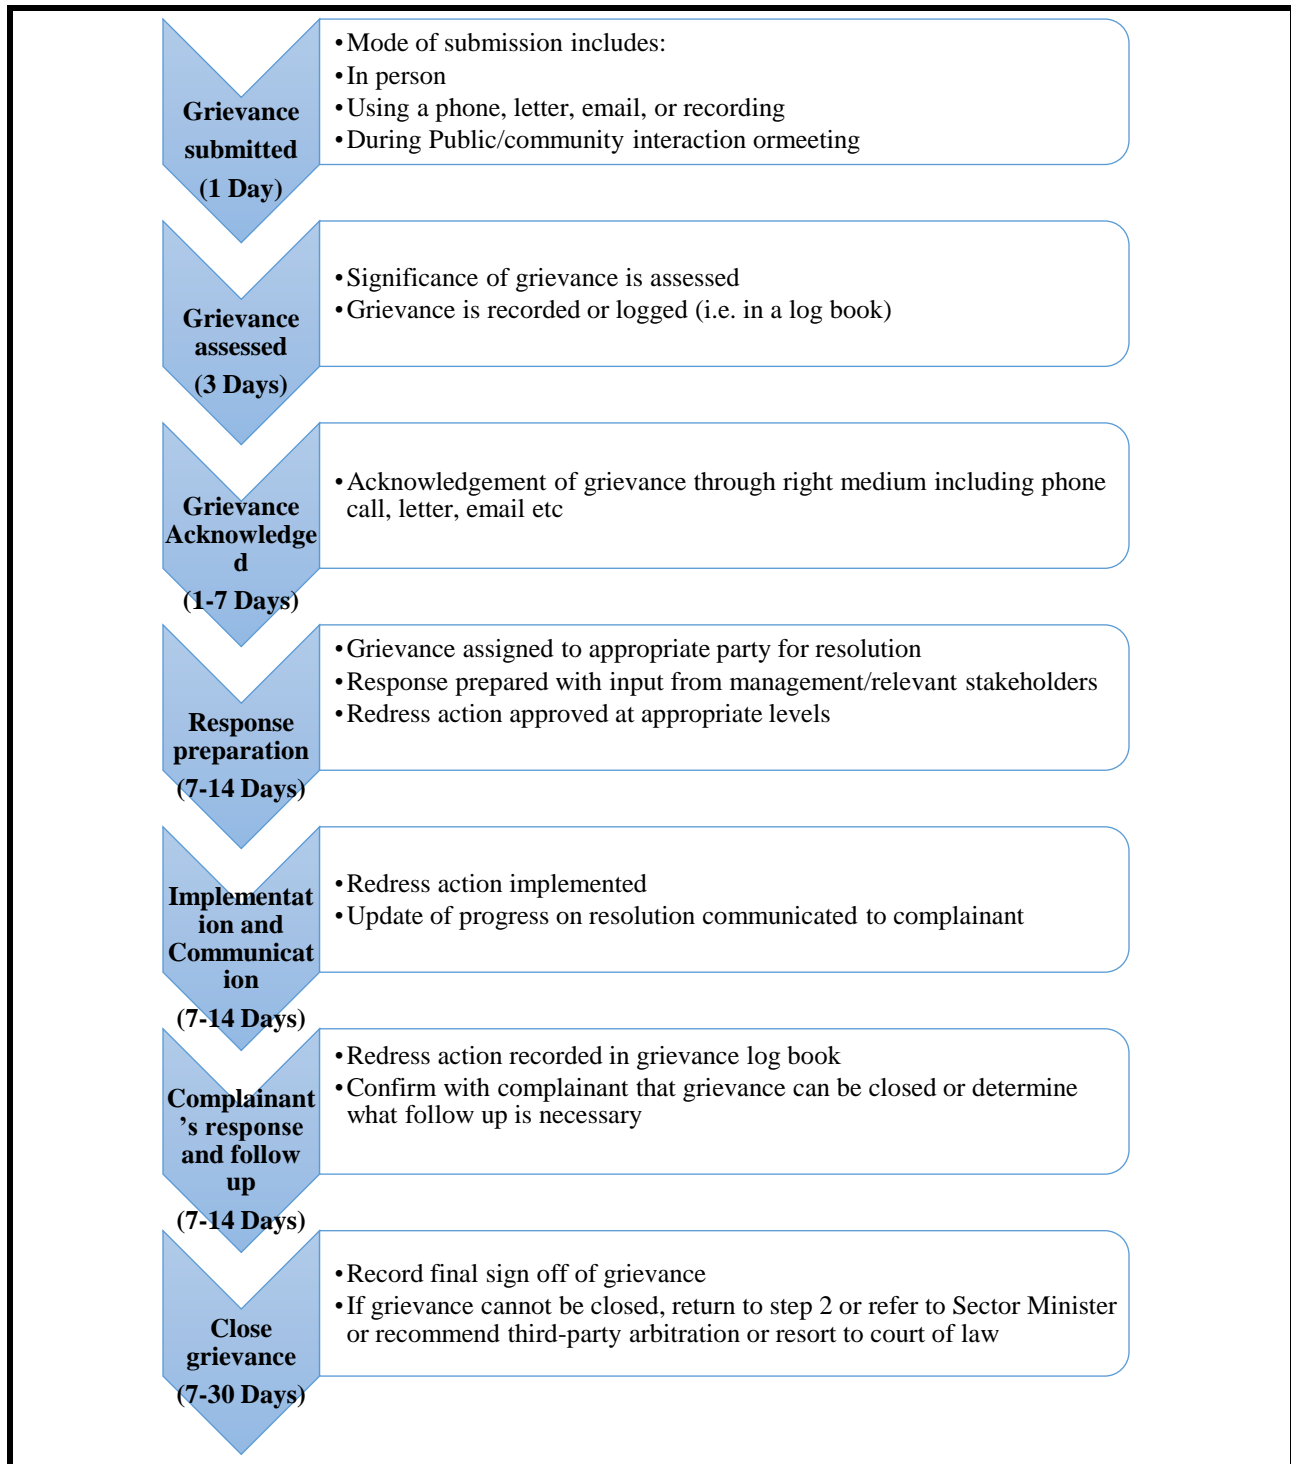 Grievance
submitted
(1 Day)
•Mode of submission includes:
•In person
•Using a phone, letter, email, or recording
•During Public/community interaction ormeeting
Grievance
assessed
(3 Days)
•Significance of grievance is assessed
•Grievance is recorded or logged (i.e. in a log book)
Grievance
Acknowledge
d
(1-7 Days)
•Acknowledgement of grievance through right medium including phone
call, letter, email etc
Response
preparation
(7-14 Days)
•Grievance assigned to appropriate party for resolution
•Response prepared with input from management/relevant stakeholders
•Redress action approved at appropriate levels
Implementat
ion and
Communicat
ion
(7-14 Days)
•Redress action implemented
•Update of progress on resolution communicated to complainant
Complainant
’s response
and follow
up
(7-14 Days)
•Redress action recorded in grievance log book
•Confirm with complainant that grievance can be closed or determine
what follow up is necessary
Close
grievance
(7-30 Days)
•Record final sign off of grievance
•If grievance cannot be closed, return to step 2 or refer to Sector Minister
or recommend third-party arbitration or resort to court of law